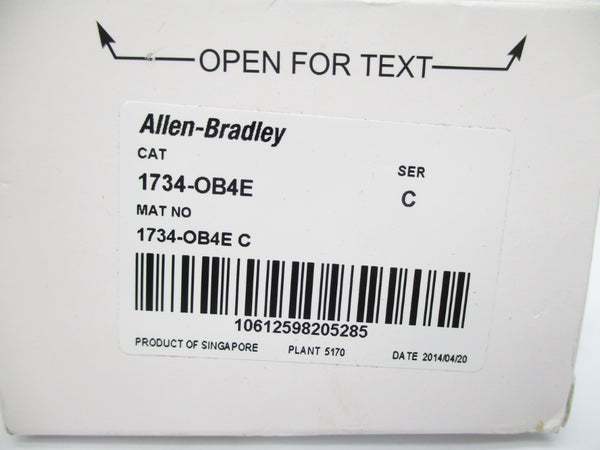 OPEN FOR TEXT
Allen-Bradley
CAT
SER
1734-OB4E
C
MAT NO
1734-OB4E C
10612598205285
PRODUCT OF SINGAPORE PLANT 5170 DATE 2014/04/20